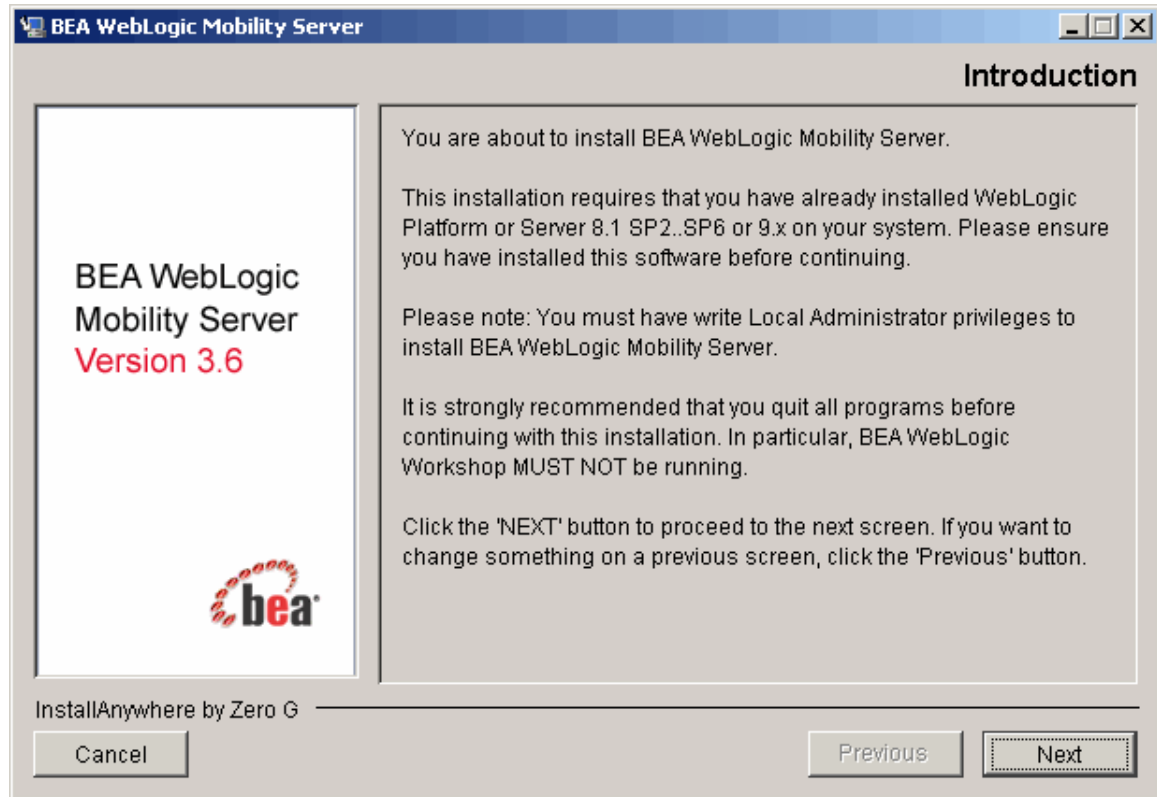 BEA WebLogic Mobility Server
Introduction
BEA WebLogic
Mobility Server
Version 3.6
bea
You are about to install BEA WebLogic Mobility Server.
This installation requires that you have already installed WebLogic
Platform or Server 8.1 SP2..SP6 or 9.x on your system. Please ensure
you have installed this software before continuing.
Please note: You must have write Local Administrator privileges to
install BEA WebLogic Mobility Server.
It is strongly recommended that you quit all programs before
continuing with this installation. In particular, BEA WebLogic
Workshop MUST NOT be running.
Click the 'NEXT' button to proceed to the next screen. If you want to
change something on a previous screen, click the 'Previous' button.
InstallAnywhere by Zero G
Cancel
Previous
Next